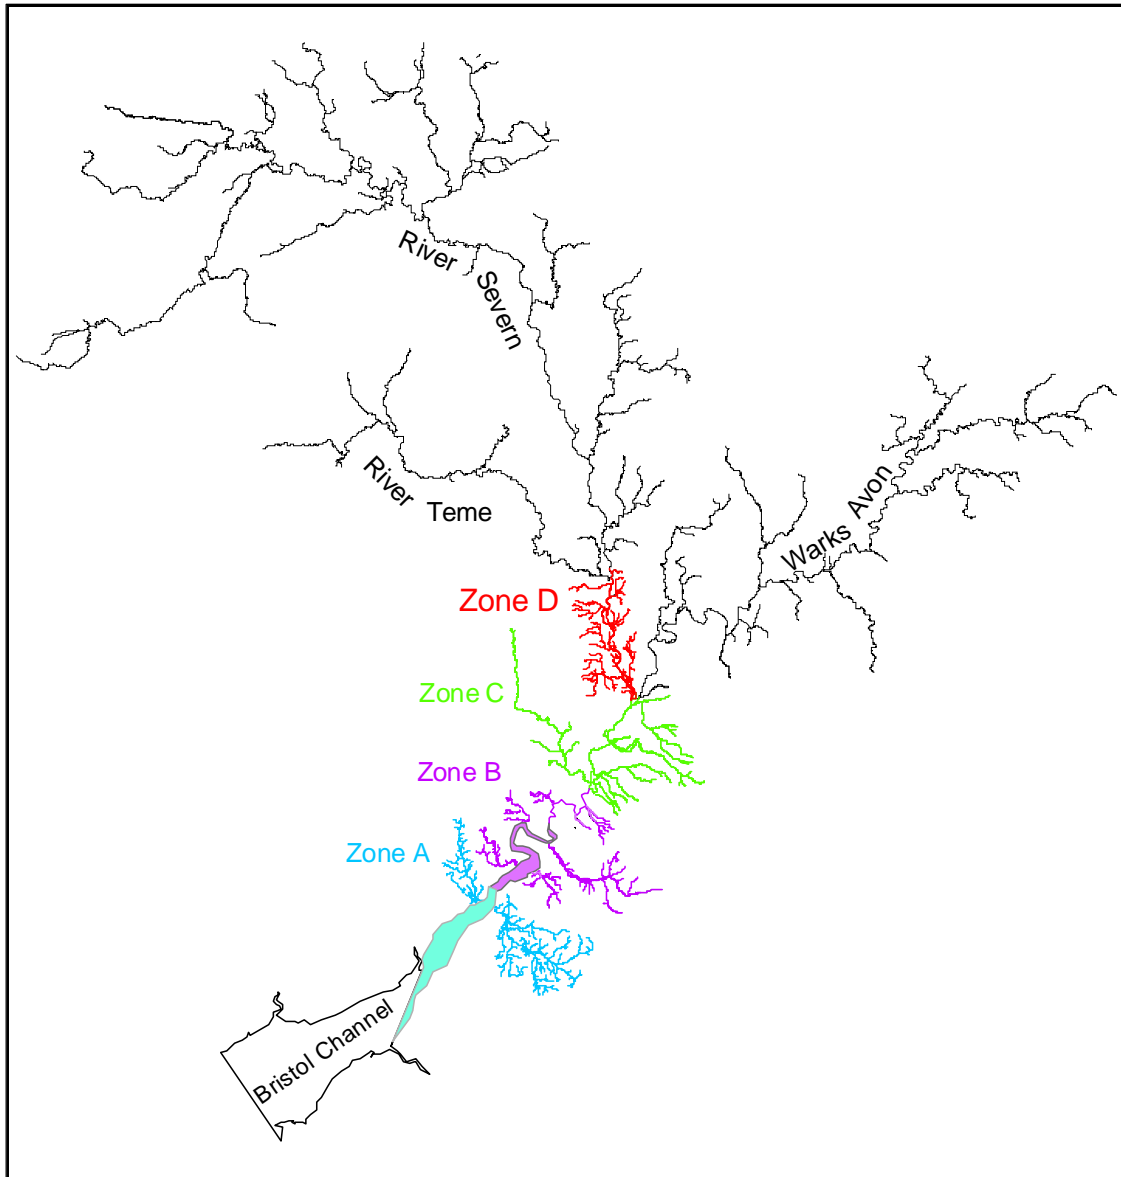 River Severn
River Teme
Warks Avon
Zone D
Zone C
Zone B
Zone A
Bristol Channel